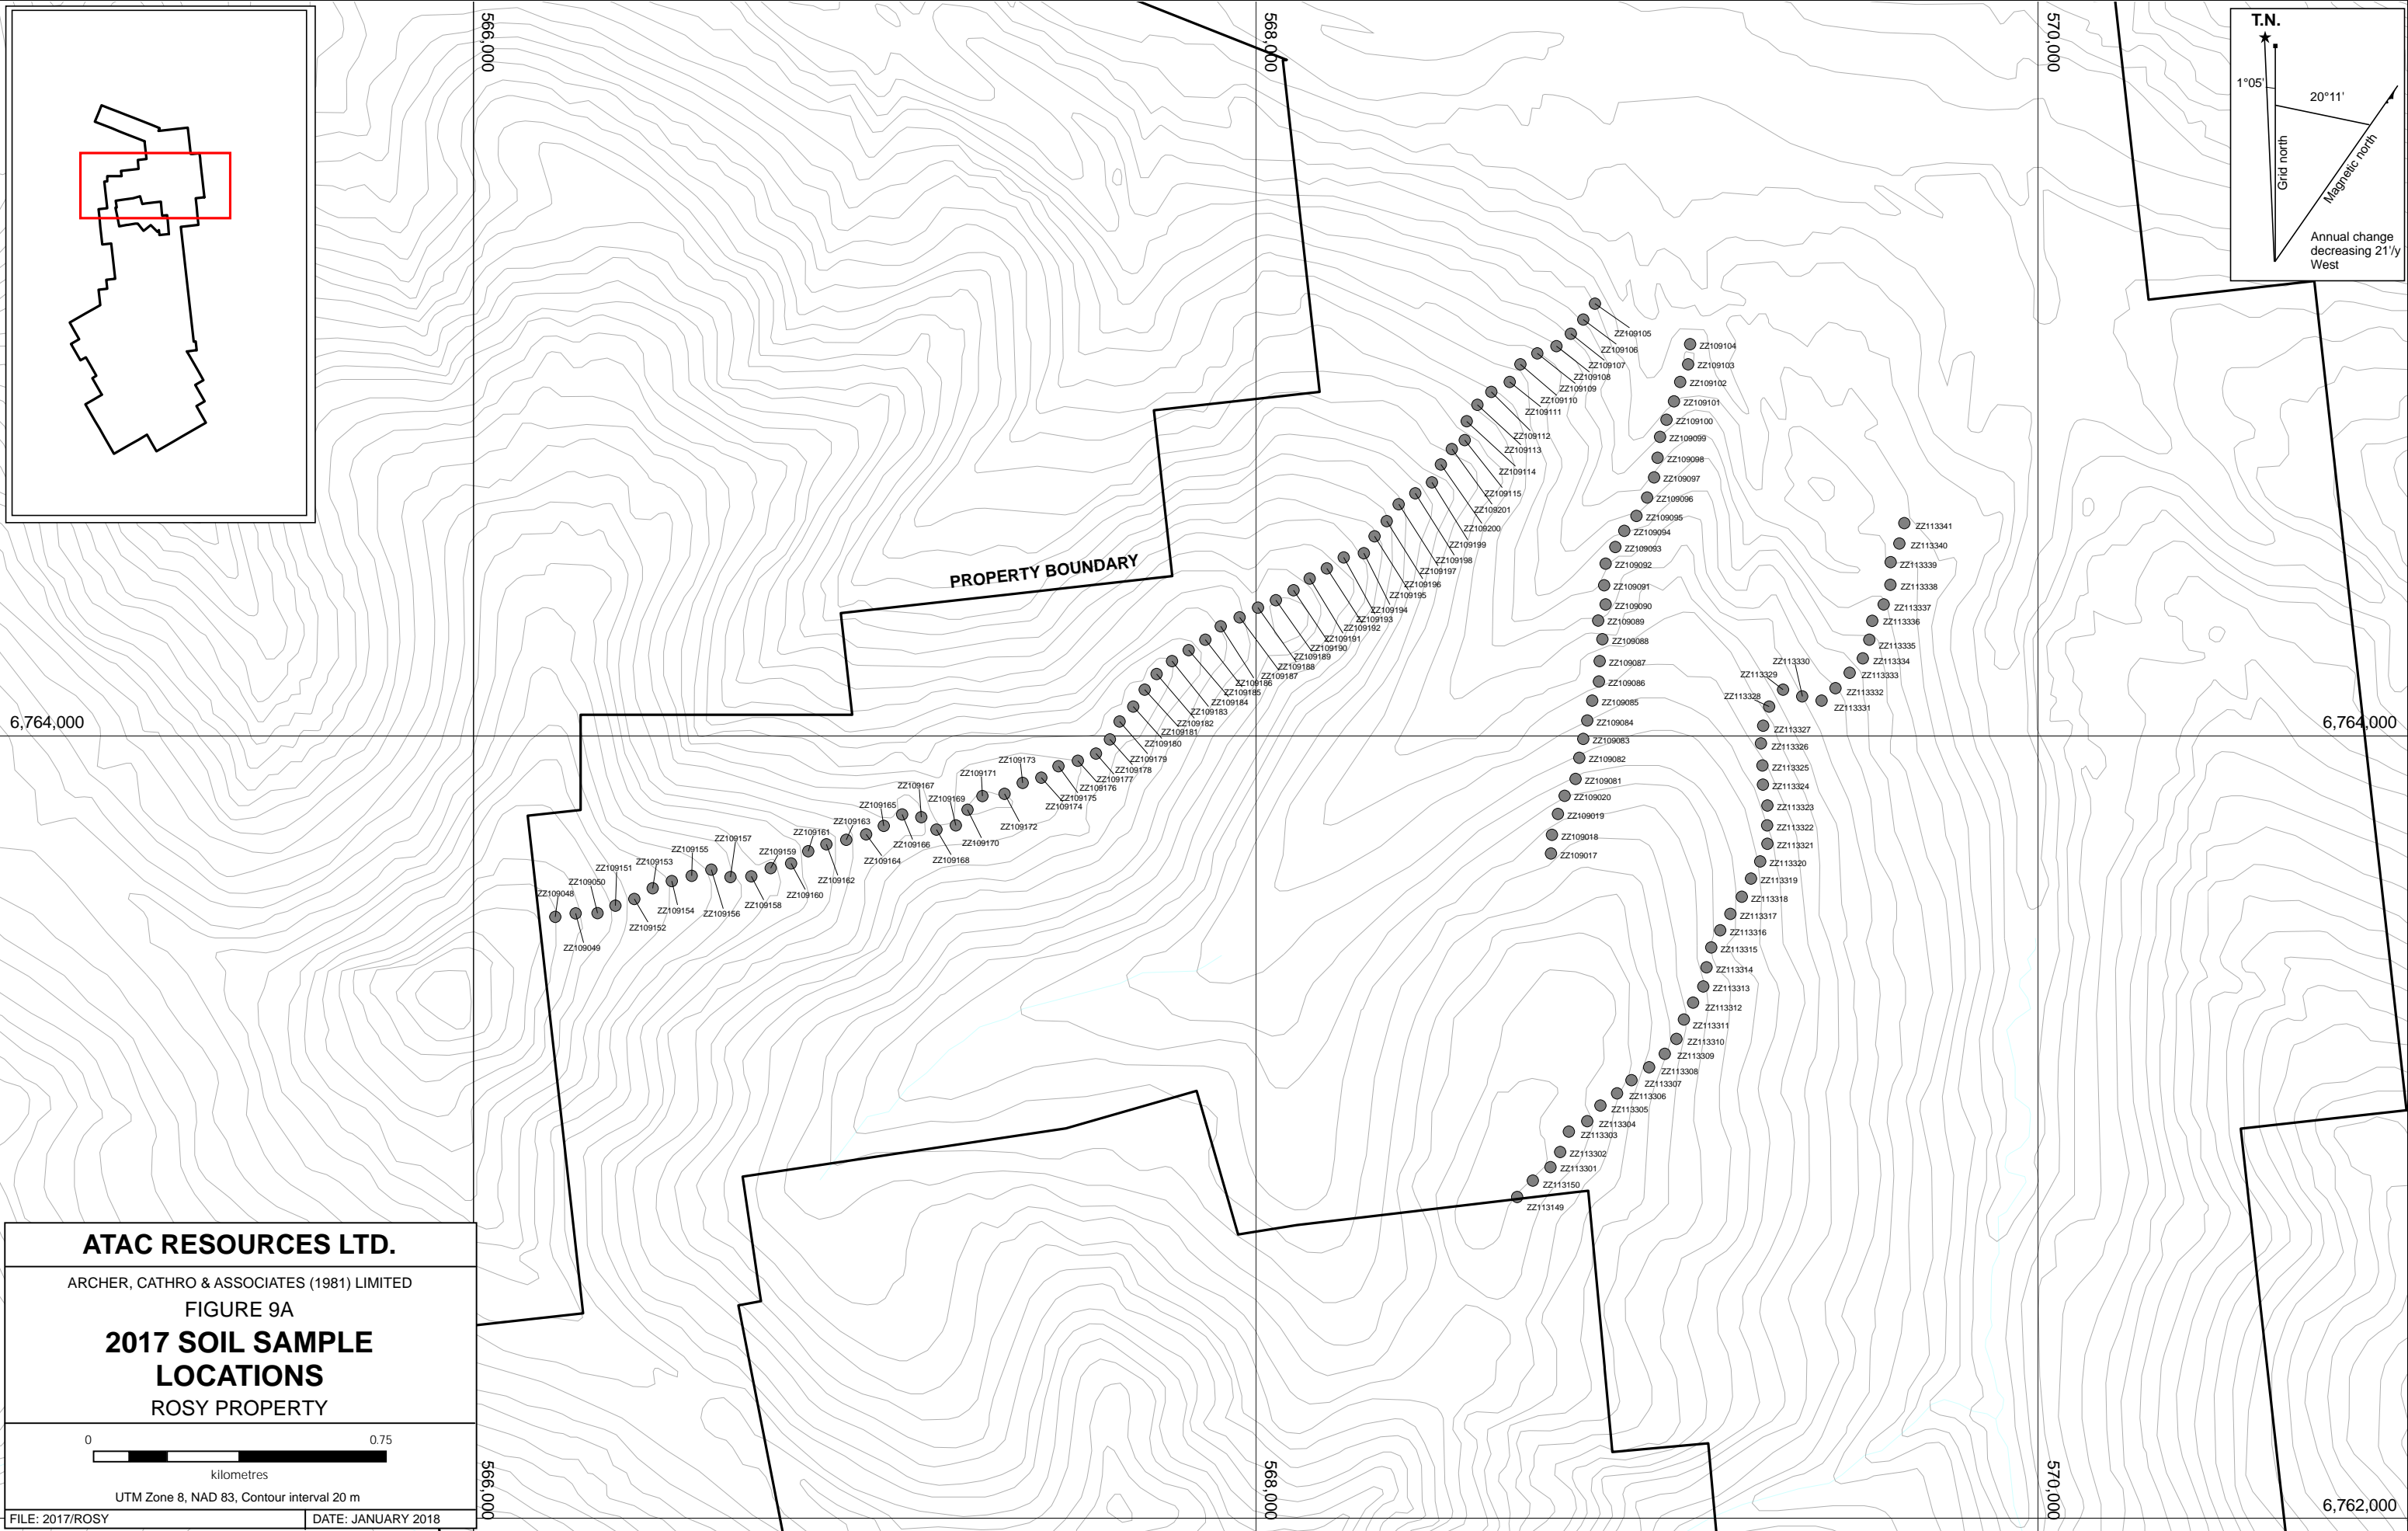 566,000
568,000
570,000
T.N.
1°05'
20°11'
Grid north
Magnetic north
Annual change
decreasing 21'/y
West
PROPERTY BOUNDARY
6,764,000
6,764,000
ZZ109105
ZZ109106
ZZ109107
ZZ109108
ZZ109109
ZZ109110
ZZ109111
ZZ109112
ZZ109113
ZZ109114
ZZ109115
ZZ109201
ZZ109200
ZZ109199
ZZ109198
ZZ109197
ZZ109196
ZZ109195
ZZ109194
ZZ109193
ZZ109192
ZZ109191
ZZ109190
ZZ109189
ZZ109188
ZZ109187
ZZ109186
ZZ109185
ZZ109184
ZZ109183
ZZ109182
ZZ109181
ZZ109180
ZZ109179
ZZ109178
ZZ109177
ZZ109176
ZZ109175
ZZ109174
ZZ109173
ZZ109172
ZZ109171
ZZ109170
ZZ109169
ZZ109168
ZZ109167
ZZ109166
ZZ109165
ZZ109164
ZZ109163
ZZ109162
ZZ109161
ZZ109160
ZZ109159
ZZ109158
ZZ109157
ZZ109156
ZZ109155
ZZ109154
ZZ109153
ZZ109152
ZZ109151
ZZ109050
ZZ109049
ZZ109048
ZZ109104
ZZ109103
ZZ109102
ZZ109101
ZZ109100
ZZ109099
ZZ109098
ZZ109097
ZZ109096
ZZ109095
ZZ109094
ZZ109093
ZZ109092
ZZ109091
ZZ109090
ZZ109089
ZZ109088
ZZ109087
ZZ109086
ZZ109085
ZZ109084
ZZ109083
ZZ109082
ZZ109081
ZZ109020
ZZ109019
ZZ109018
ZZ109017
ZZ113341
ZZ113340
ZZ113339
ZZ113338
ZZ113337
ZZ113336
ZZ113335
ZZ113334
ZZ113333
ZZ113332
ZZ113331
ZZ113330
ZZ113329
ZZ113328
ZZ113327
ZZ113326
ZZ113325
ZZ113324
ZZ113323
ZZ113322
ZZ113321
ZZ113320
ZZ113319
ZZ113318
ZZ113317
ZZ113316
ZZ113315
ZZ113314
ZZ113313
ZZ113312
ZZ113311
ZZ113310
ZZ113309
ZZ113308
ZZ113307
ZZ113306
ZZ113305
ZZ113304
ZZ113303
ZZ113302
ZZ113301
ZZ113150
ZZ113149
ATAC RESOURCES LTD.
ARCHER, CATHRO & ASSOCIATES (1981) LIMITED
FIGURE 9A
2017 SOIL SAMPLE
LOCATIONS
ROSY PROPERTY
0 0.75
kilometres
UTM Zone 8, NAD 83, Contour interval 20 m
FILE: 2017/ROSY DATE: JANUARY 2018
566,000
568,000
570,000
6,762,000